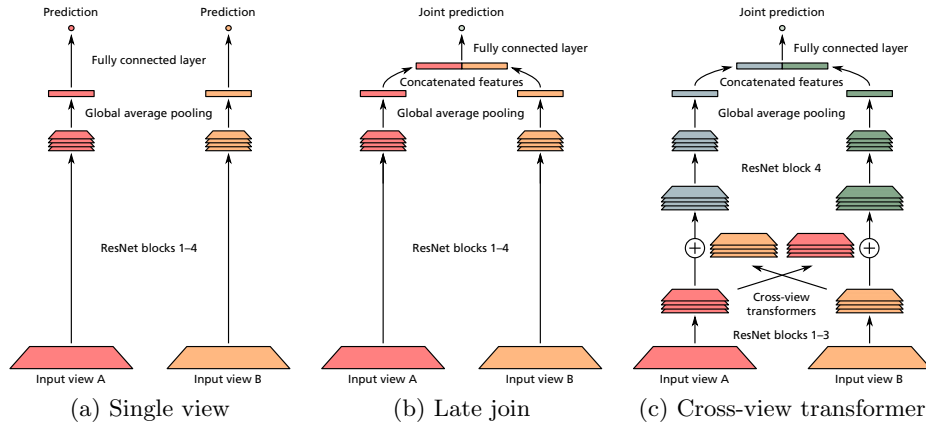 Prediction
Prediction
Fully connected layer
Global average pooling
ResNet blocks 1–4
Input view A
Input view B
(a) Single view
Joint prediction
Fully connected layer
Concatenated features
Global average pooling
ResNet blocks 1–4
Input view A
Input view B
(b) Late join
Joint prediction
Fully connected layer
Concatenated features
Global average pooling
ResNet block 4
+
+
Cross-view
transformers
ResNet blocks 1–3
Input view A
Input view B
(c) Cross-view transformer